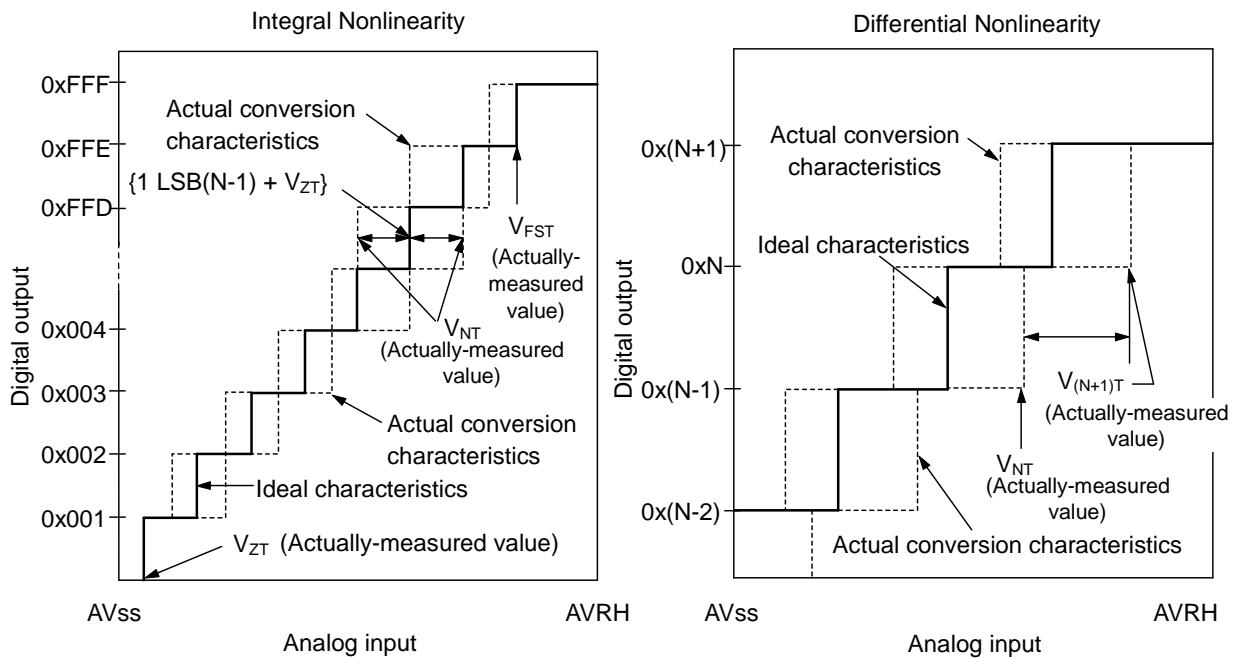 Integral Nonlinearity
0xFFF
Actual conversion
characteristics
0xFFE
{1 LSB(N-1) + VZT}
0xFFD
VFST
(Actually-
measured
value)
VNT
(Actually-measured
value)
0x004
0x003
Actual conversion
characteristics
0x002
Ideal characteristics
0x001
VZT (Actually-measured value)
Digital output
AVss
AVRH
Analog input
Differential Nonlinearity
Actual conversion
characteristics
0x(N+1)
Ideal characteristics
0xN
V(N+1)T
(Actually-measured
value)
0x(N-1)
VNT
(Actually-measured
value)
0x(N-2)
Actual conversion characteristics
Digital output
AVss
AVRH
Analog input